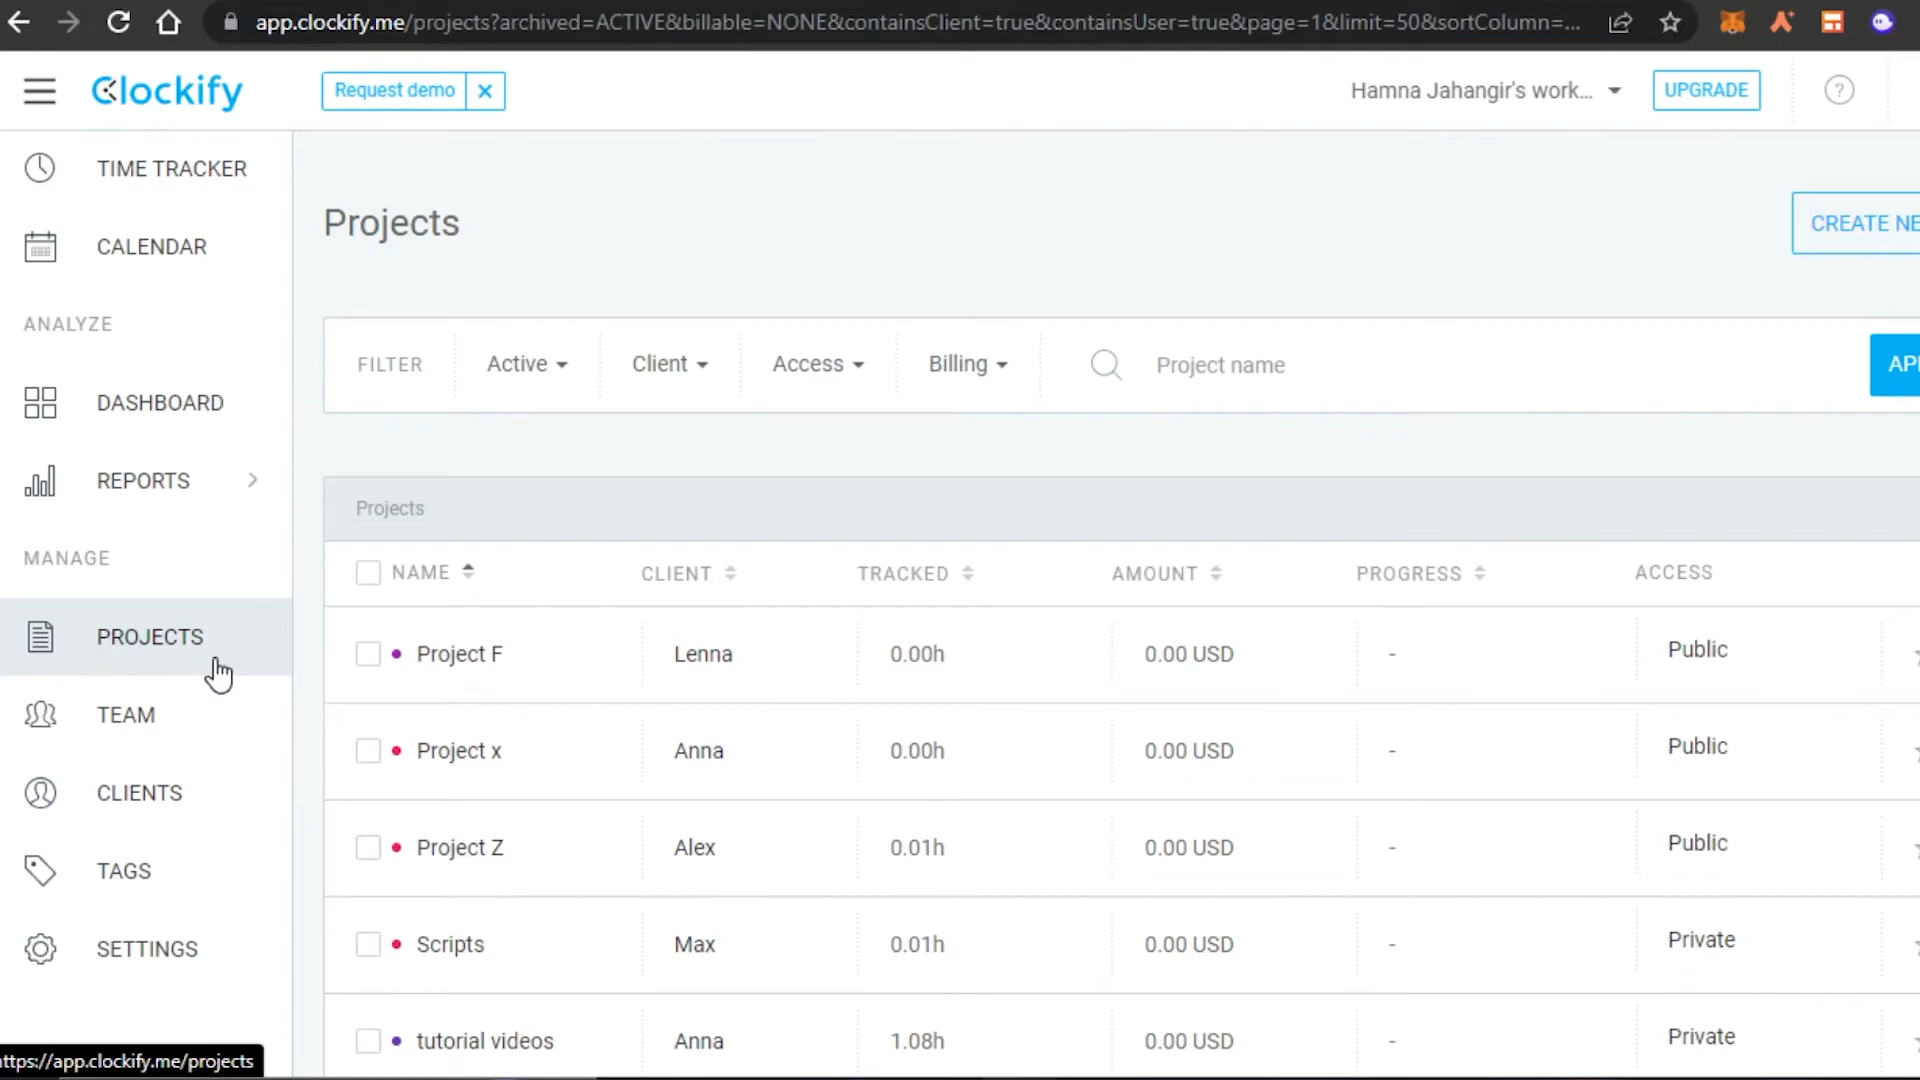 app.clockify.me/projects?archived=ACTIVE&billable=NONE&containsClient=true&containsUser=true&page=1&limit=50&sortColumn=...
Clockify
Request demo
Hamna Jahangir's work...
UPGRADE
?
TIME TRACKER
CALENDAR
ANALYZE
DASHBOARD
REPORTS
MANAGE
PROJECTS
TEAM
CLIENTS
TAGS
SETTINGS
Projects
CREATE NE
FILTER Active Client Access Billing Project name AP
Projects
NAME CLIENT TRACKED AMOUNT PROGRESS ACCESS
Project F Lenna 0.00h 0.00 USD - Public
Project x Anna 0.00h 0.00 USD - Public
Project Z Alex 0.01h 0.00 USD - Public
Scripts Max 0.01h 0.00 USD - Private
tutorial videos Anna 1.08h 0.00 USD - Private
ttps://app.clockify.me/projects